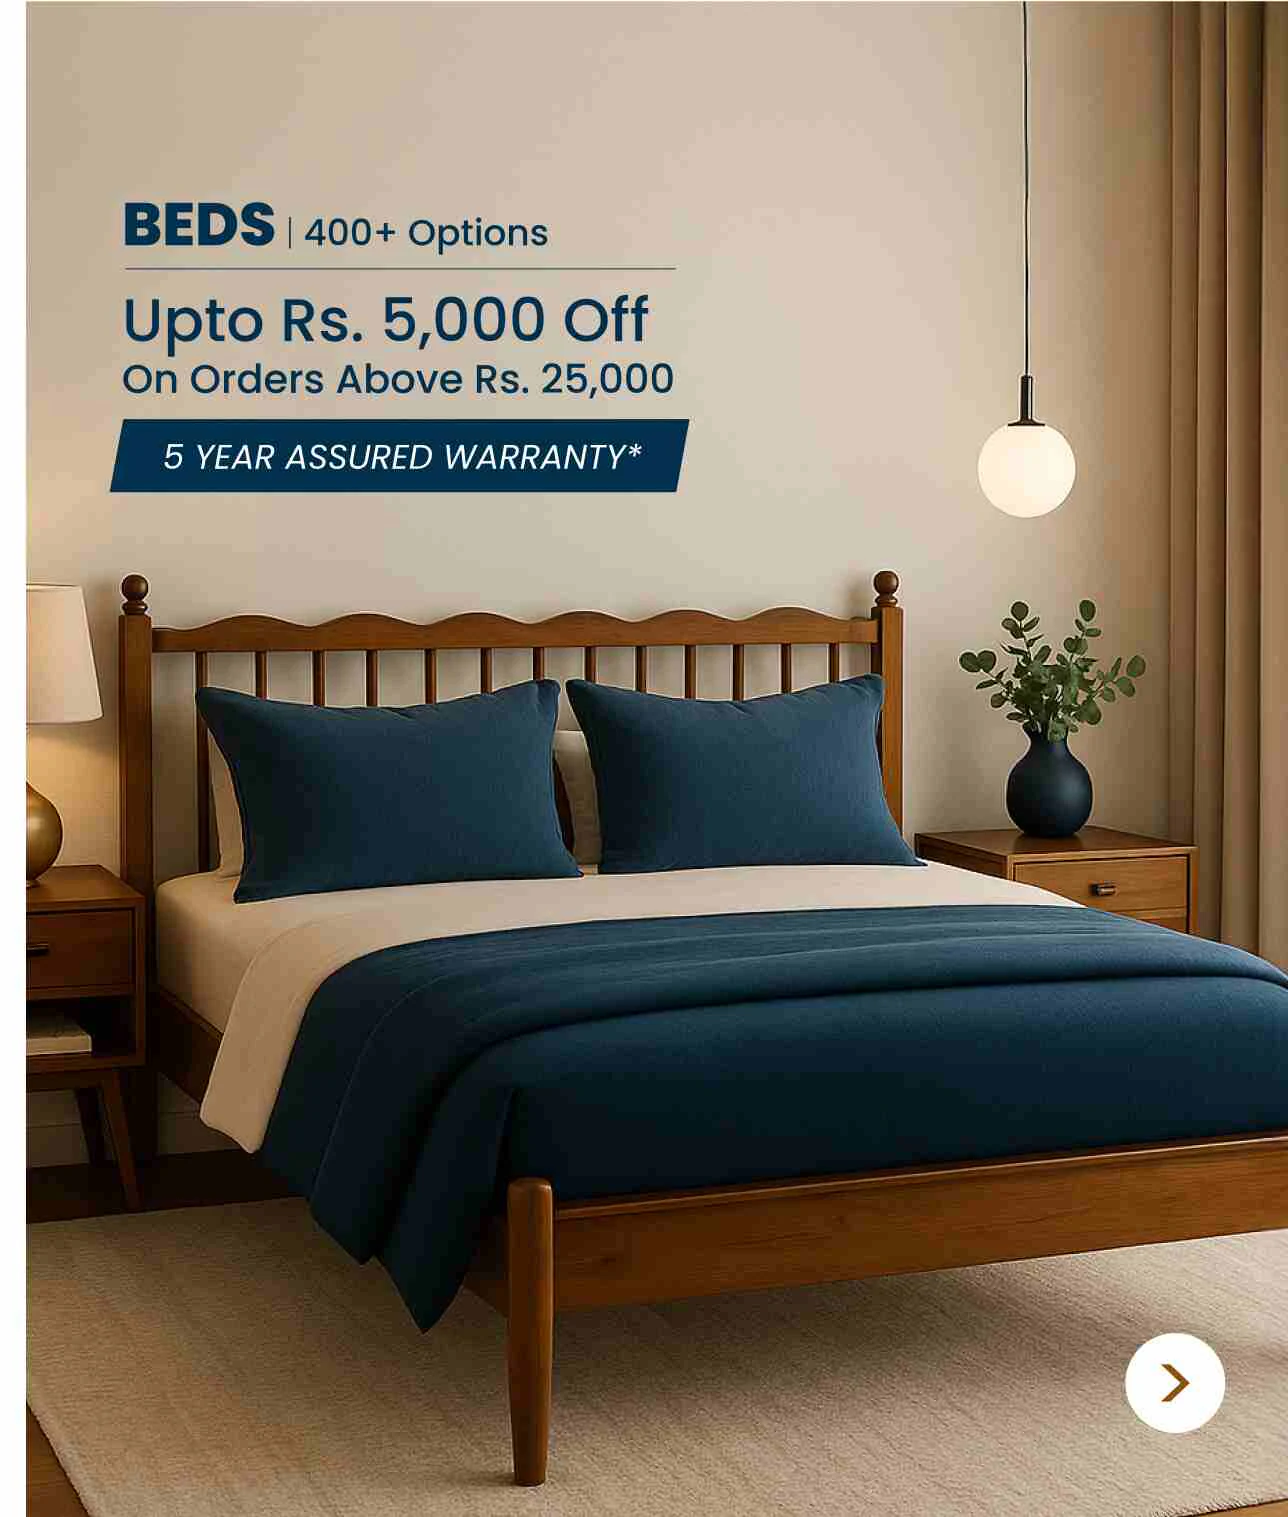 BEDS | 400+ Options
Upto Rs. 5,000 Off
On Orders Above Rs. 25,000
5 YEAR ASSURED WARRANTY*